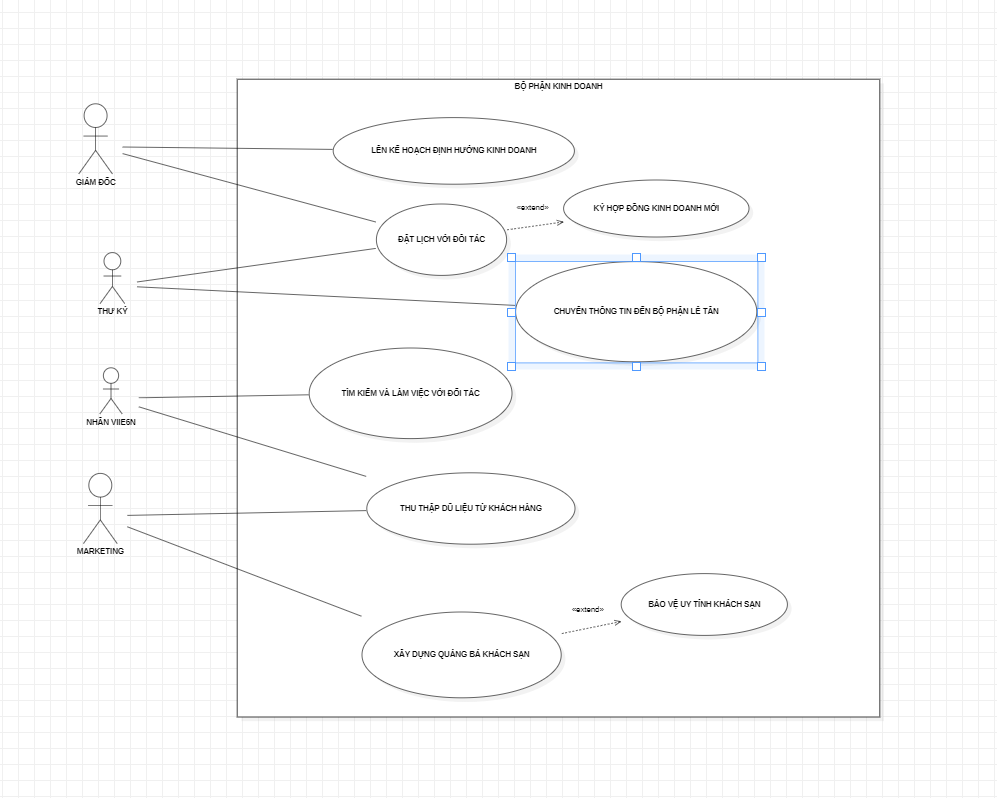 BỘ PHẬN KINH DOANH
GIÁM ĐỐC
LÊN KẾ HOẠCH ĐỊNH HƯỚNG KINH DOANH
«extend»
KÝ HỢP ĐỒNG KINH DOANH MỚI
ĐẶT LỊCH VỚI ĐỐI TÁC
THƯ KÝ
CHUYỂN THÔNG TIN ĐẾN BỘ PHẬN LỄ TÂN
TÌM KIẾM VÀ LÀM VIỆC VỚI ĐỐI TÁC
NHÂN VIIE6N
THU THẬP DŨ LIỆU TỪ KHÁCH HÀNG
MARKETING
«extend»
BẢO VỆ UY TÍNH KHÁCH SẠN
XÂY DỰNG QUẢNG BÁ KHÁCH SẠN